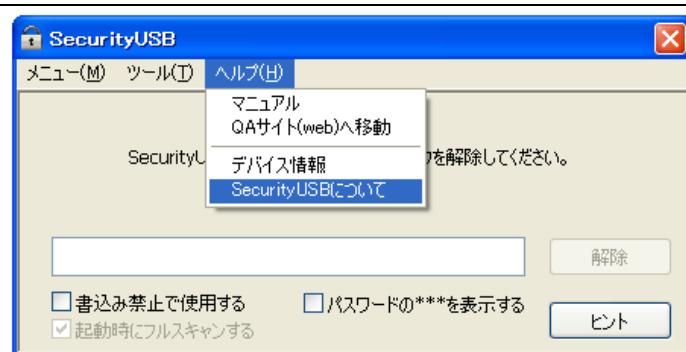 SecurityUSB
メニュー(M) ツール(T) ヘルプ(H)
マニュアル
QAサイト(web)へ移動
SecurityU を解除してください。
デバイス情報
SecurityUSBについて
解除
書込み禁止で使用する パスワードの***を表示する
起動時にフルスキャンする
ヒント